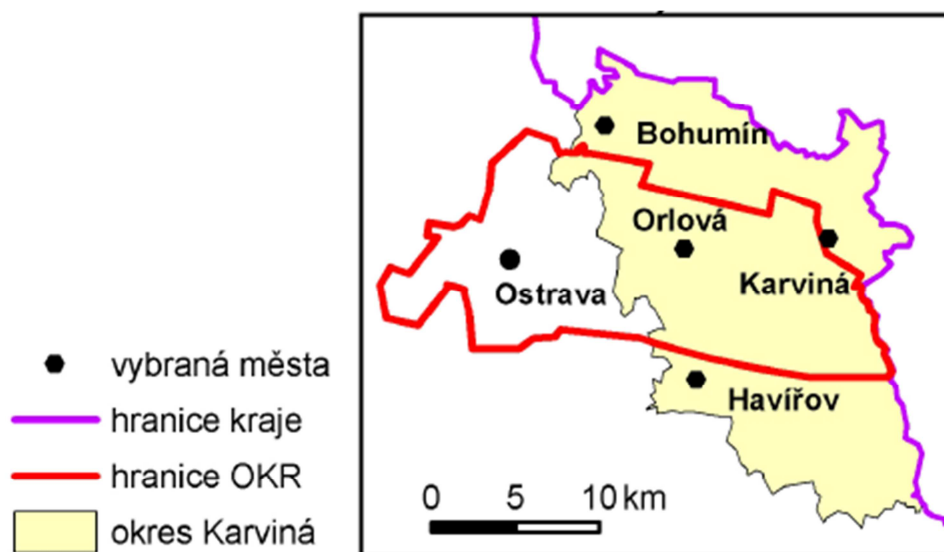 Bohumín
Orlová
Karviná
Ostrava
Havířov
vybraná města
hranice kraje
hranice OKR
okres Karviná
0 5 10 km